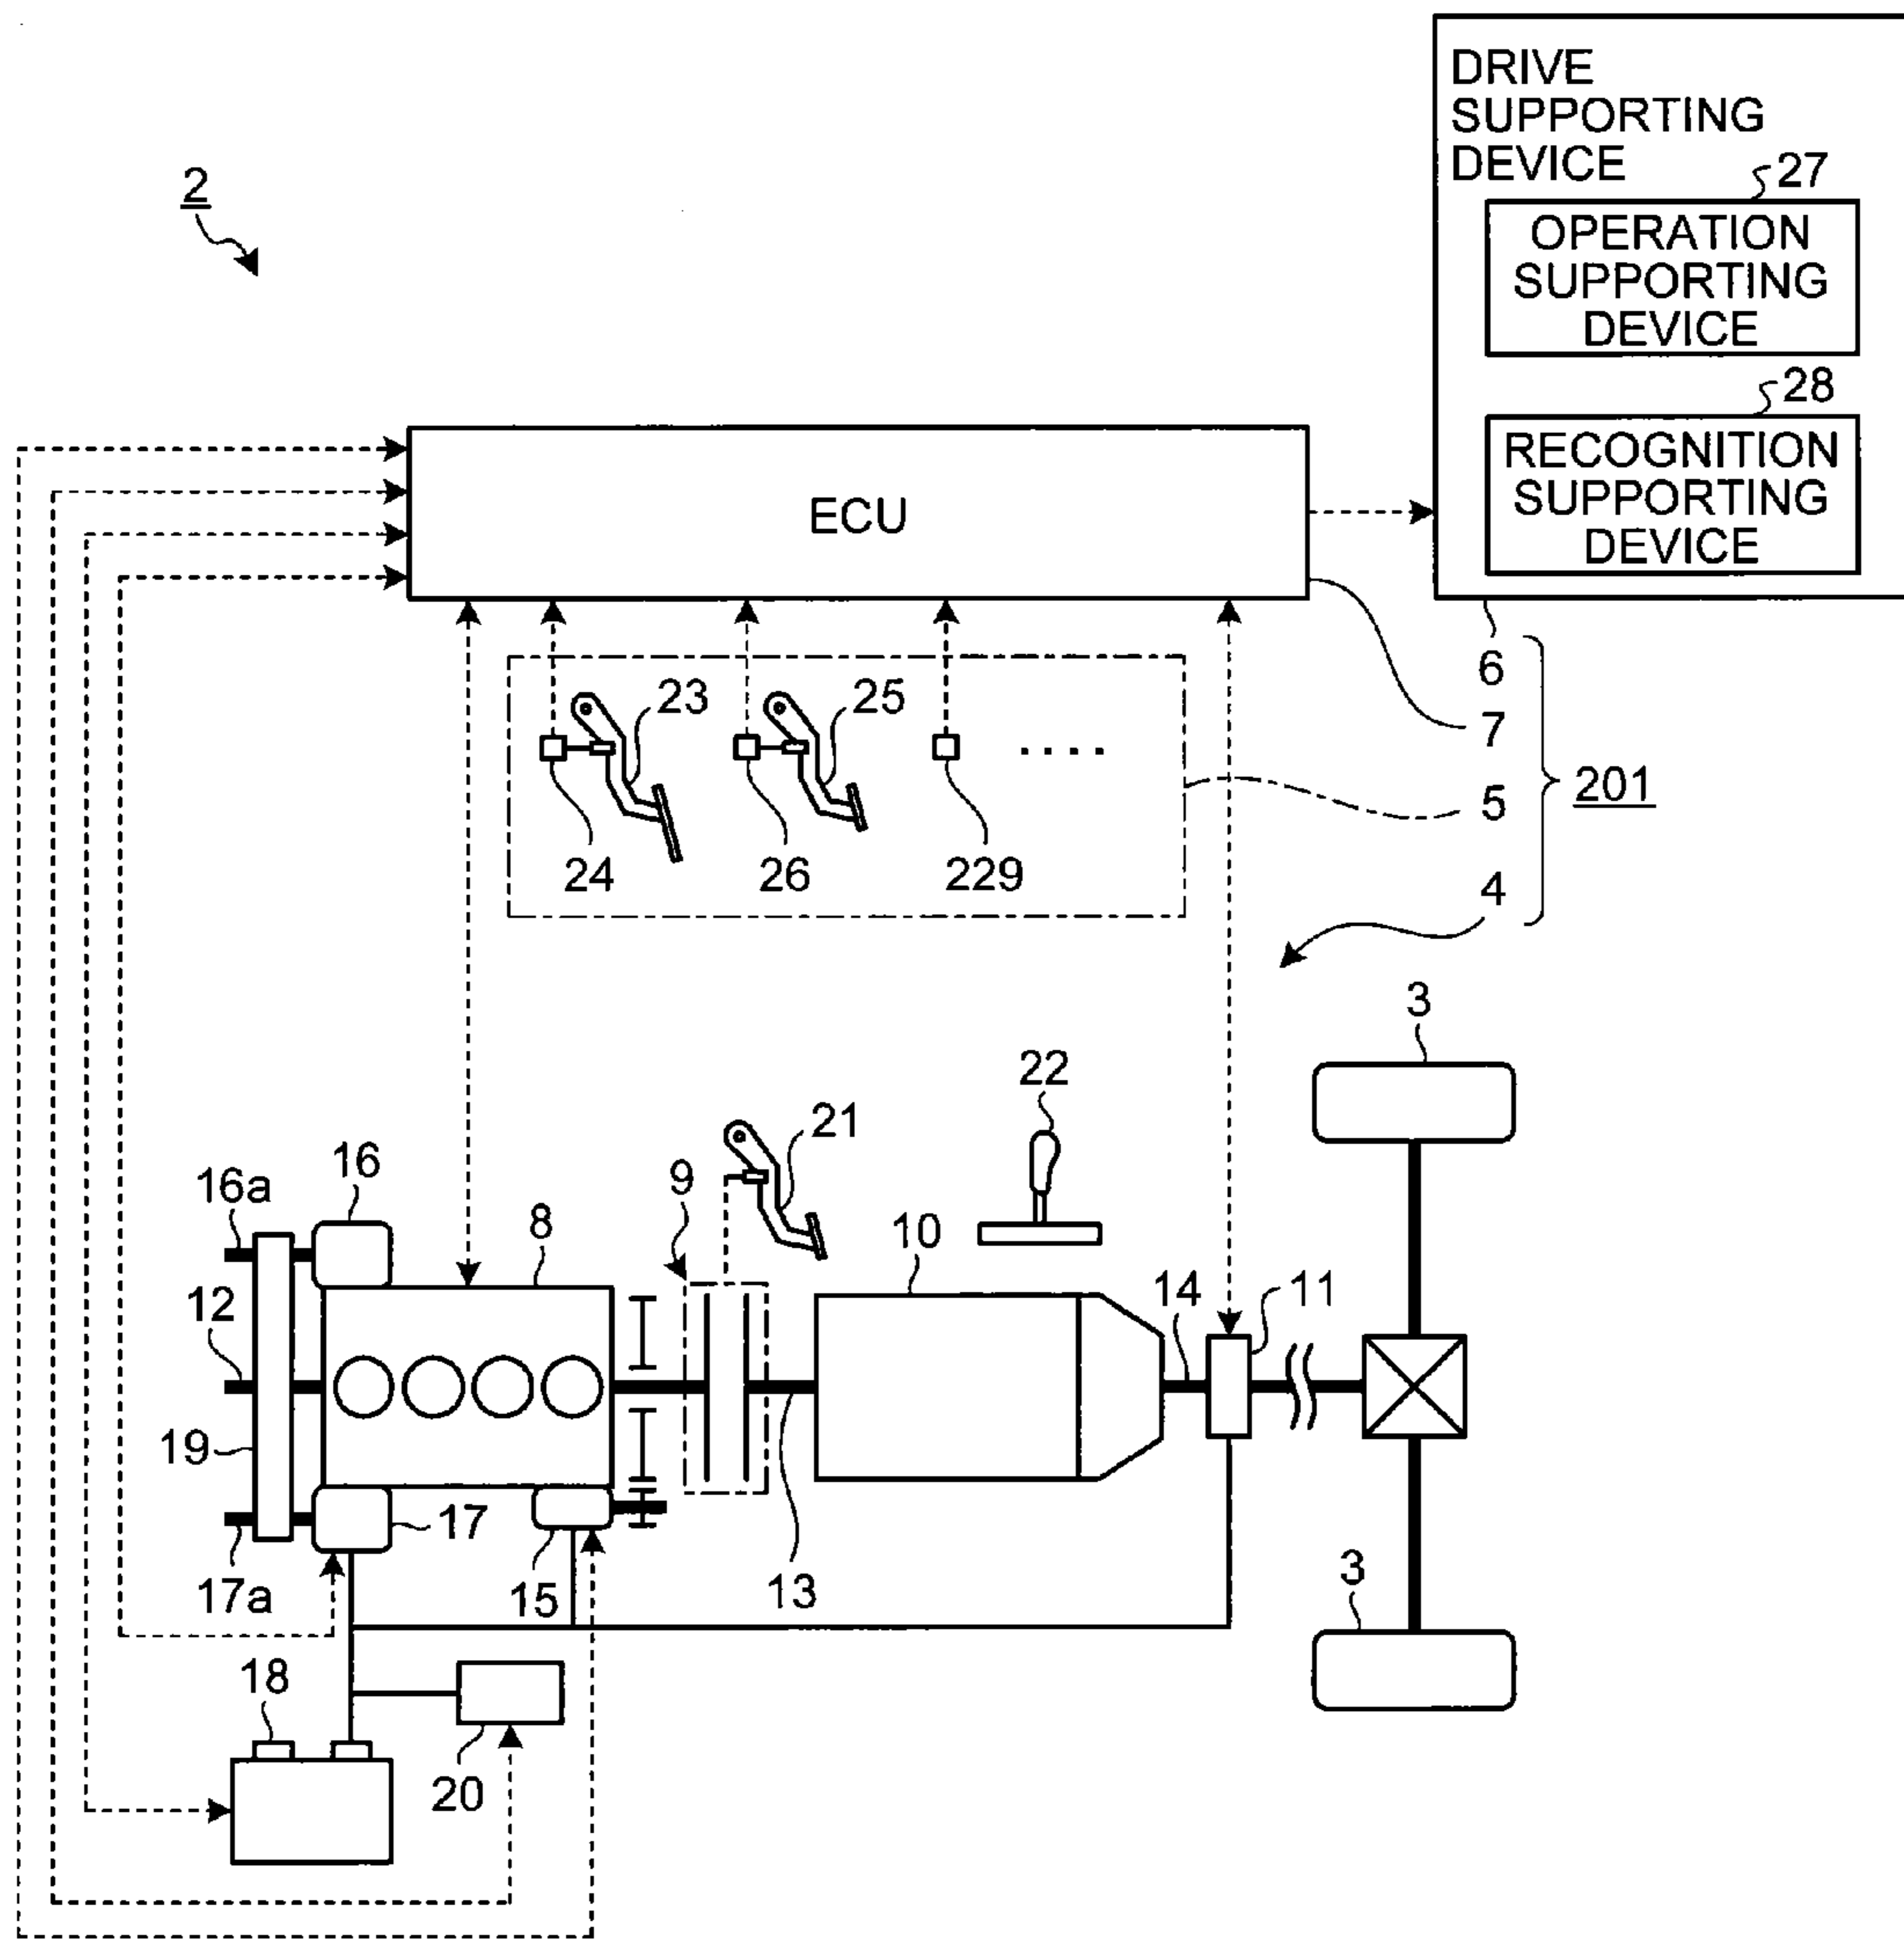 DRIVE
SUPPORTING
DEVICE
2
27
OPERATION
SUPPORTING
DEVICE
28
RECOGNITION
SUPPORTING
DEVICE
ECU
6
23
25
7
201
5
24
26
229
4
3
22
21
16
9
16a
8
10
12
14
11
19
17
17a
15
13
3
18
20